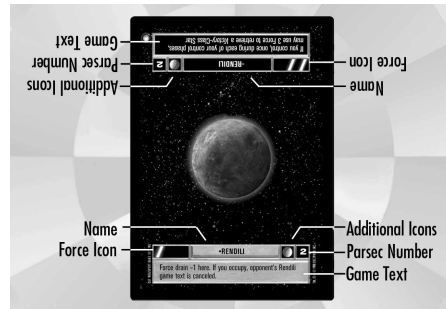 If you control, once during each of your control phases,
may use 3 Force to retrieve a Victory-Class Star
Game Text
2 •RENDILI
Parsec Number
Force Icon
Additional Icons
Name
Name
Additional Icons
Force Icon
•RENDILI 2
Parsec Number
Force drain -1 here. If you occupy, opponent's Rendili
game text is canceled.
Game Text